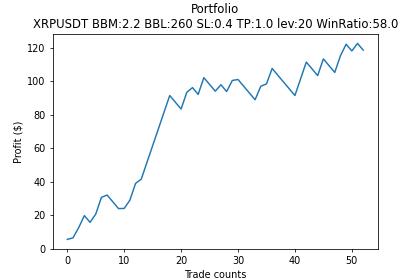 Portfolio
XRPUSDT BBM:2.2 BBL:260 SL:0.4 TP:1.0 lev:20 WinRatio:58.0
120
100
80
60
40
20
0
Profit ($)
0 10 20 30 40 50
Trade counts